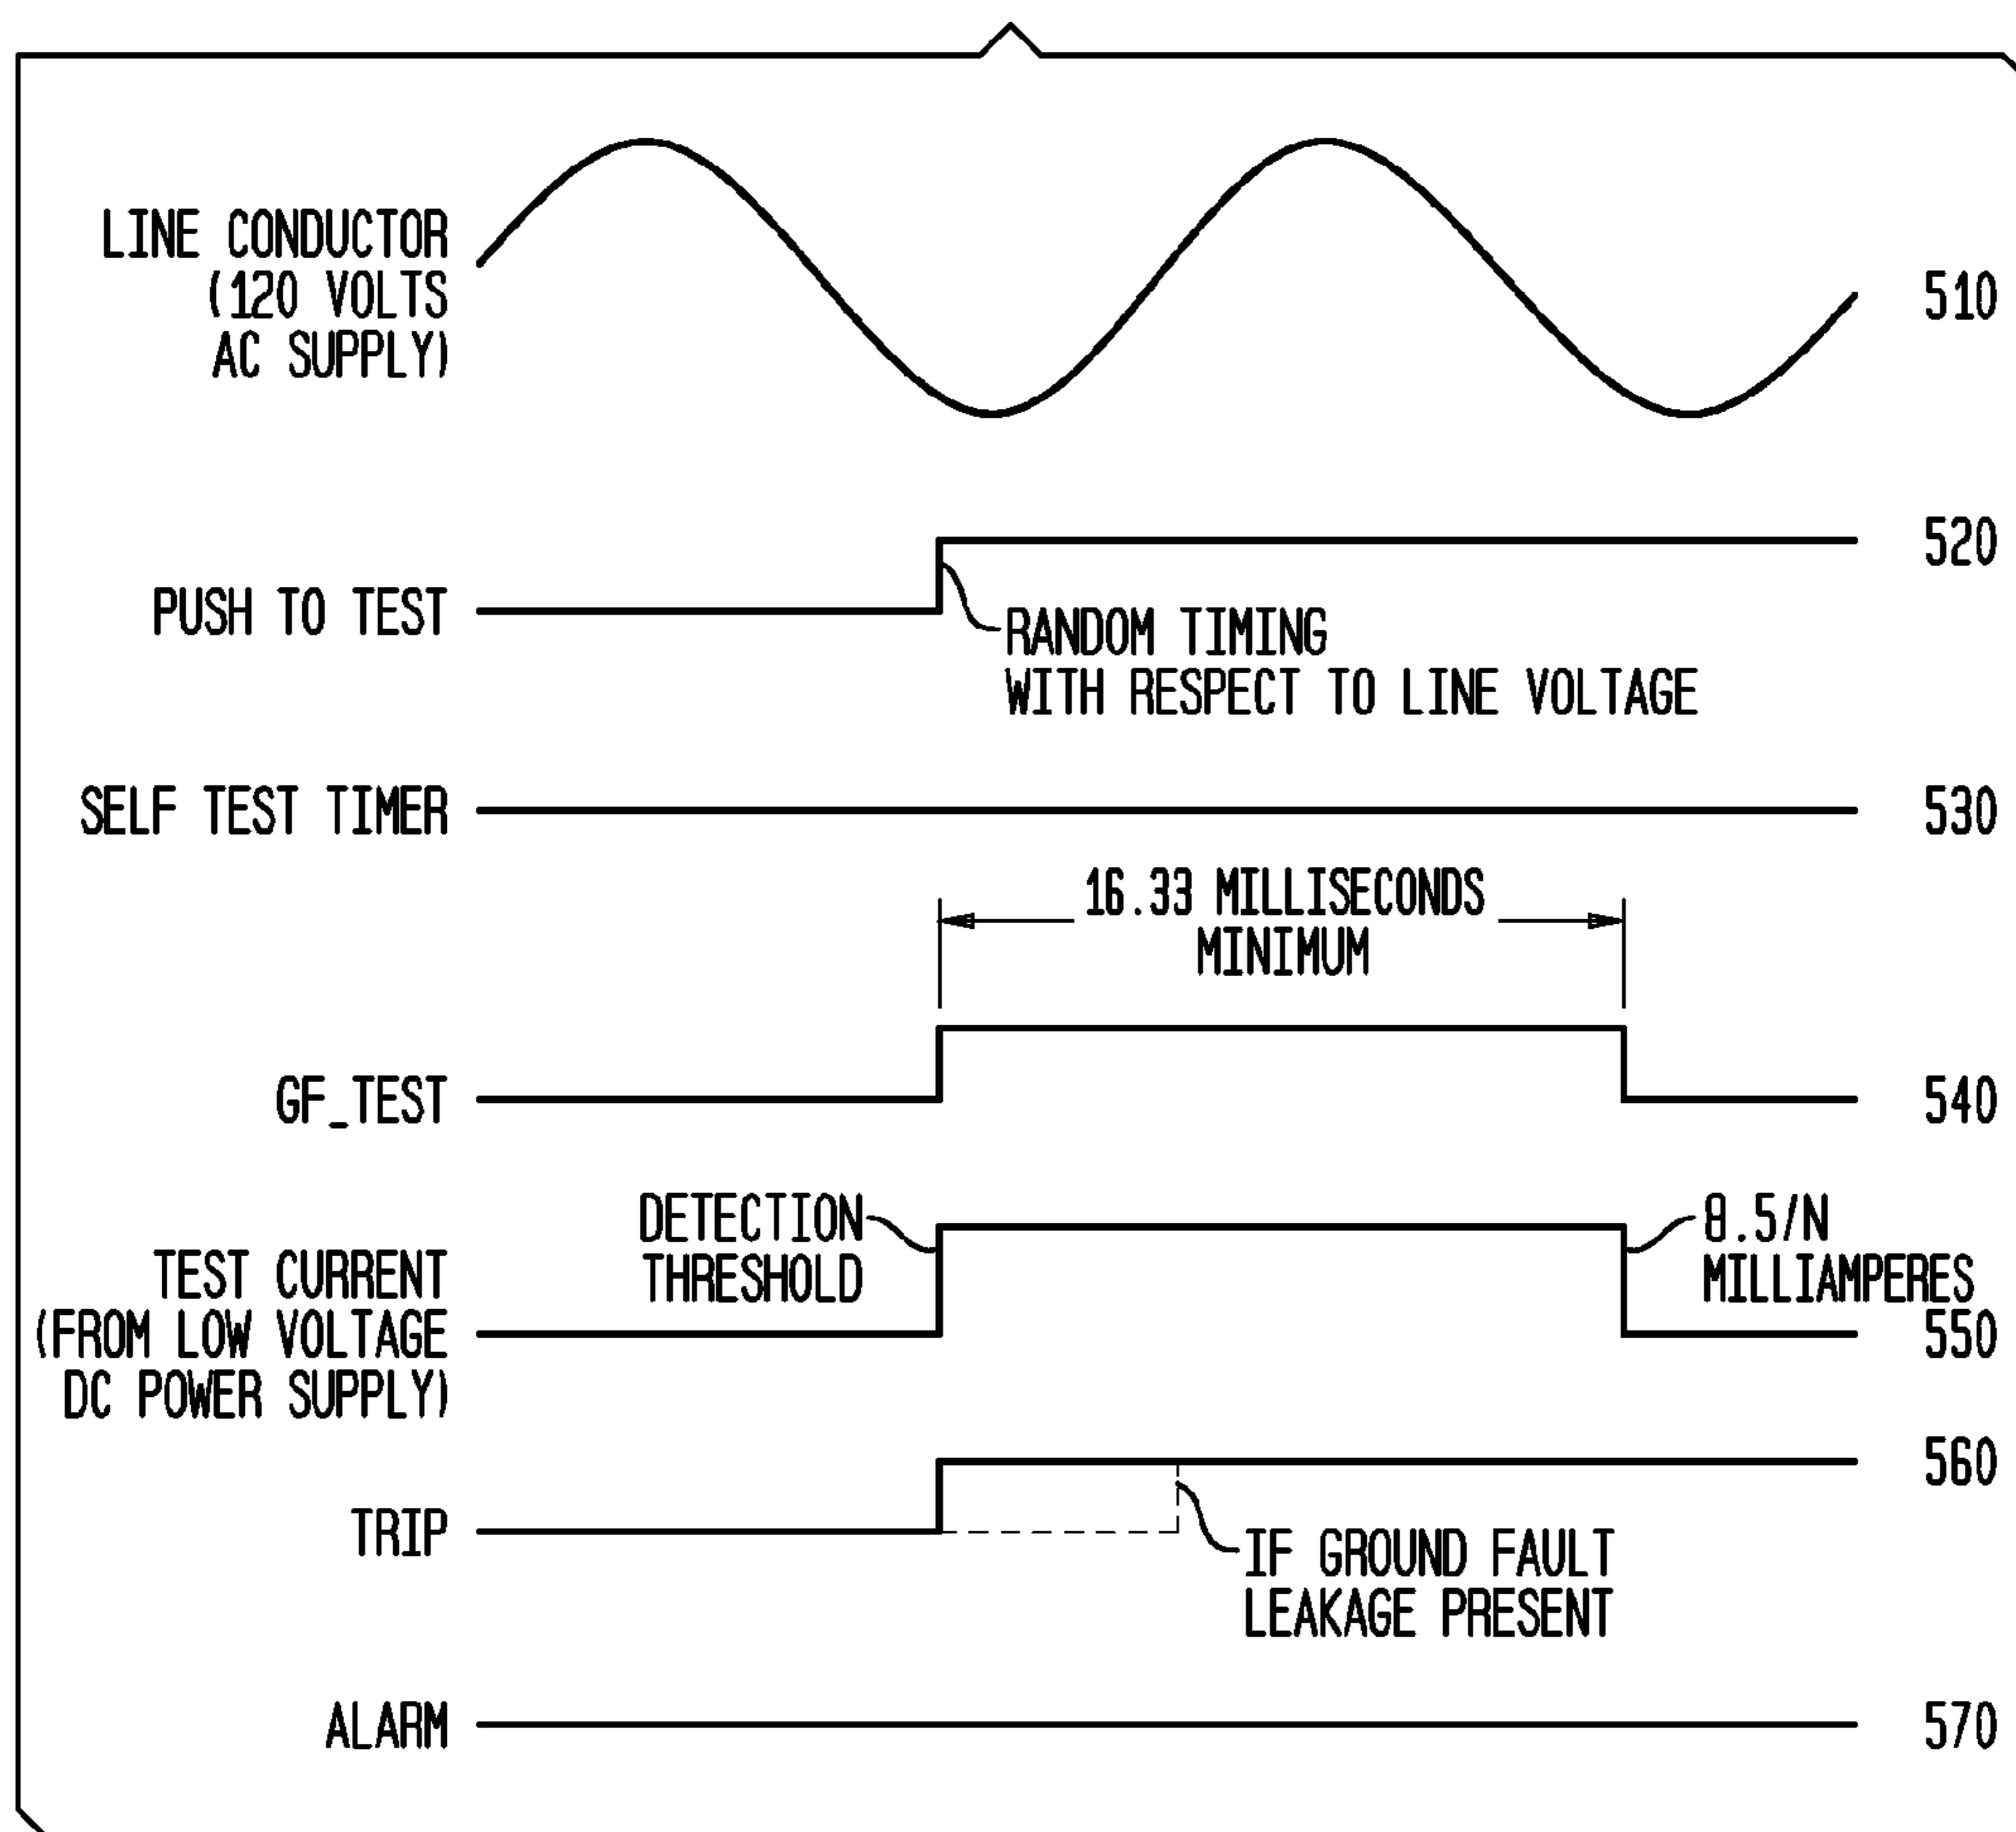 LINE CONDUCTOR
(120 VOLTS
AC SUPPLY)
510
520
PUSH TO TEST
RANDOM TIMING
WITH RESPECT TO LINE VOLTAGE
SELF TEST TIMER
530
16.33 MILLISECONDS
MINIMUM
GF_TEST
540
DETECTION
THRESHOLD
8.5/N
MILLIAMPERES
TEST CURRENT
(FROM LOW VOLTAGE
DC POWER SUPPLY)
550
560
TRIP
IF GROUND FAULT
LEAKAGE PRESENT
ALARM
570